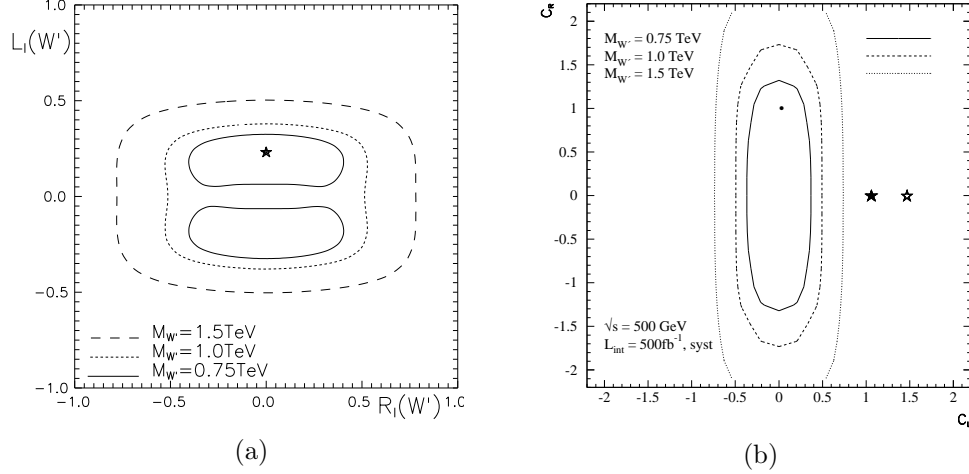 1.0
L_l(W')
0.5
0.0
−0.5
−1.0
M_W'=1.5TeV
M_W'=1.0TeV
M_W'=0.75TeV
−1.0 −0.5 0.0 0.5 1.0
R_l(W')
(a)
C_R
2
1.5
1
0.5
0
-0.5
-1
-1.5
-2
M_W' = 0.75 TeV
M_W' = 1.0 TeV
M_W' = 1.5 TeV
√s = 500 GeV
L_int = 500fb^-1, syst
-2 -1.5 -1 -0.5 0 0.5 1 1.5 2
(b)